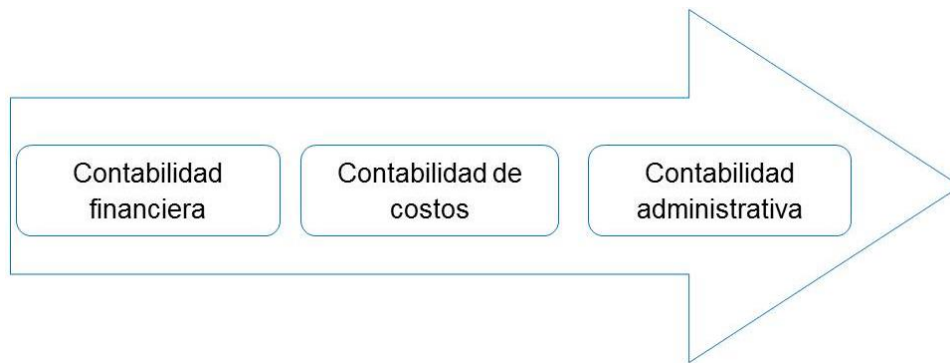 Contabilidad
financiera
Contabilidad de
costos
Contabilidad
administrativa